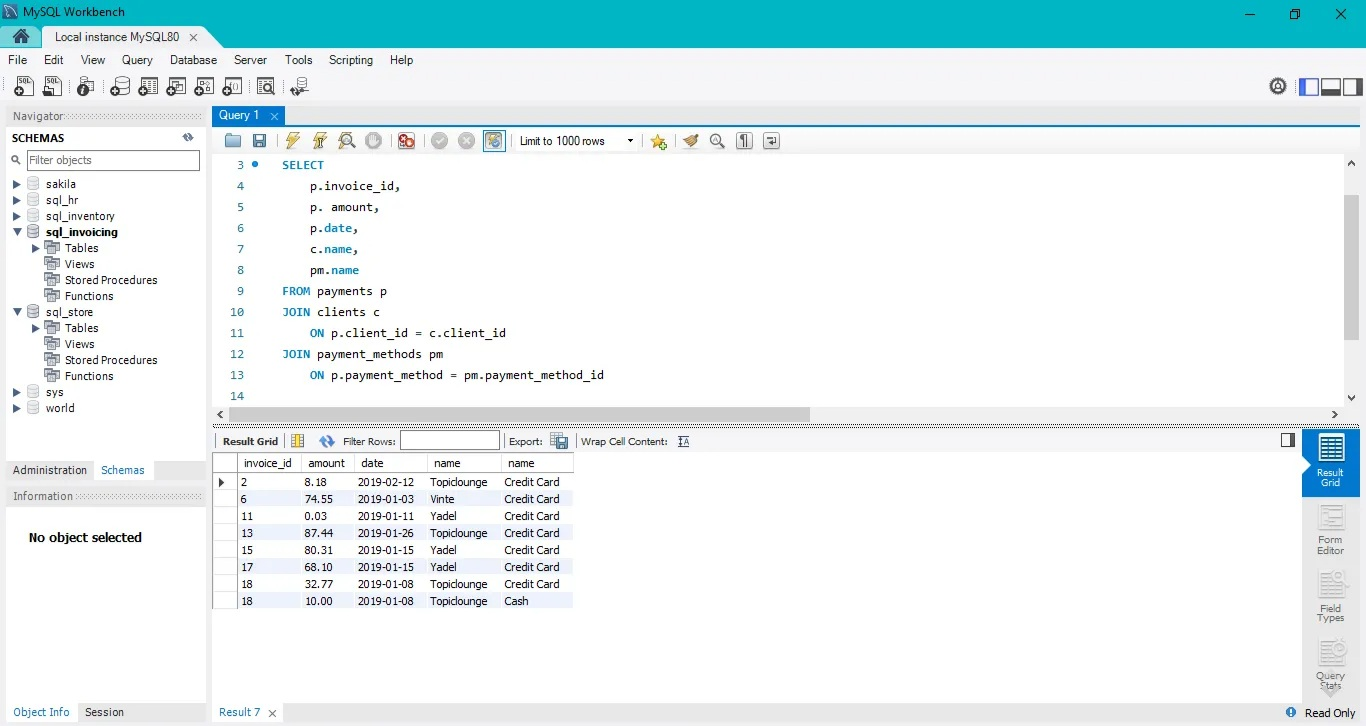 MySQL Workbench
Local instance MySQL80
File Edit View Query Database Server Tools Scripting Help
Navigator
SCHEMAS
Filter objects
sakila
sql_hr
sql_inventory
sql_invoicing
Tables
Views
Stored Procedures
Functions
sql_store
Tables
Views
Stored Procedures
Functions
sys
world
Administration Schemas
Information
No object selected
Object Info Session
Query 1
Limit to 1000 rows
3 SELECT
4 p.invoice_id,
5 p. amount,
6 p.date,
7 c.name,
8 pm.name
9 FROM payments p
10 JOIN clients c
11 ON p.client_id = c.client_id
12 JOIN payment_methods pm
13 ON p.payment_method = pm.payment_method_id
14
Result Grid Filter Rows: Export: Wrap Cell Content:
invoice_id amount date name name
2 8.18 2019-02-12 Topiclounge Credit Card
6 74.55 2019-01-03 Vinte Credit Card
11 0.03 2019-01-11 Yadel Credit Card
13 87.44 2019-01-26 Topiclounge Credit Card
15 80.31 2019-01-15 Yadel Credit Card
17 68.10 2019-01-15 Yadel Credit Card
18 32.77 2019-01-08 Topiclounge Credit Card
18 10.00 2019-01-08 Topiclounge Cash
Result
Grid
Form
Editor
Field
Types
Query
Stats
Result 7
Read Only